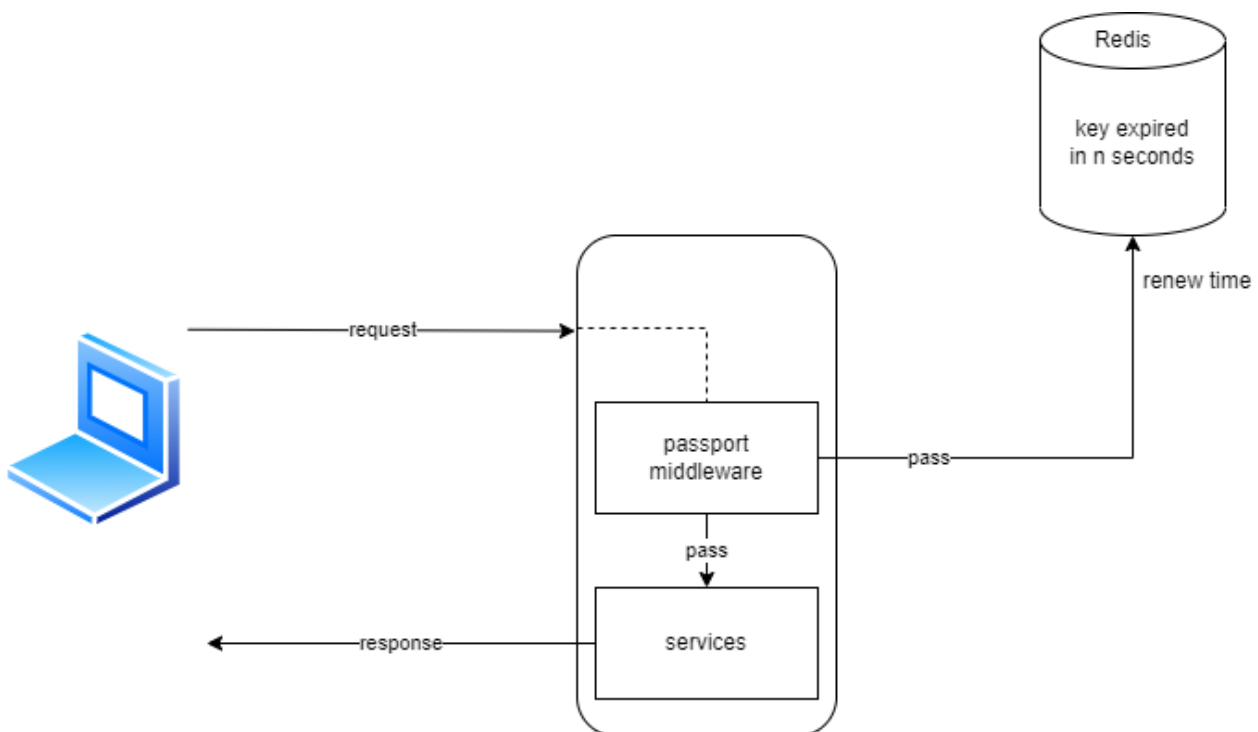 Redis
key expired
in n seconds
renew time
request
passport
middleware
pass
pass
services
response